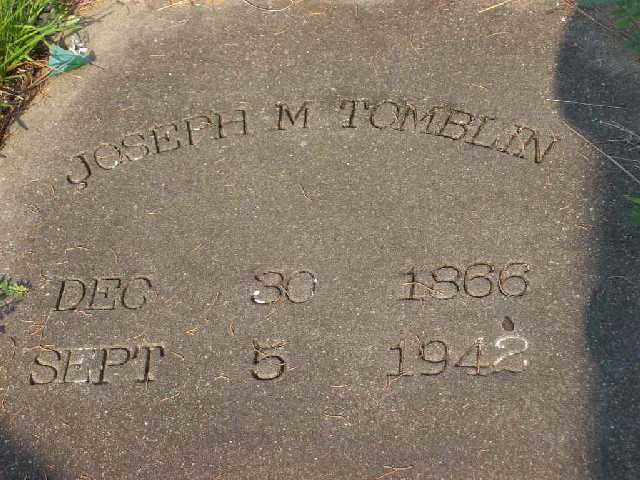 JOSEPH M TOMBLIN
DEC 30 1866
SEPT 5 1942